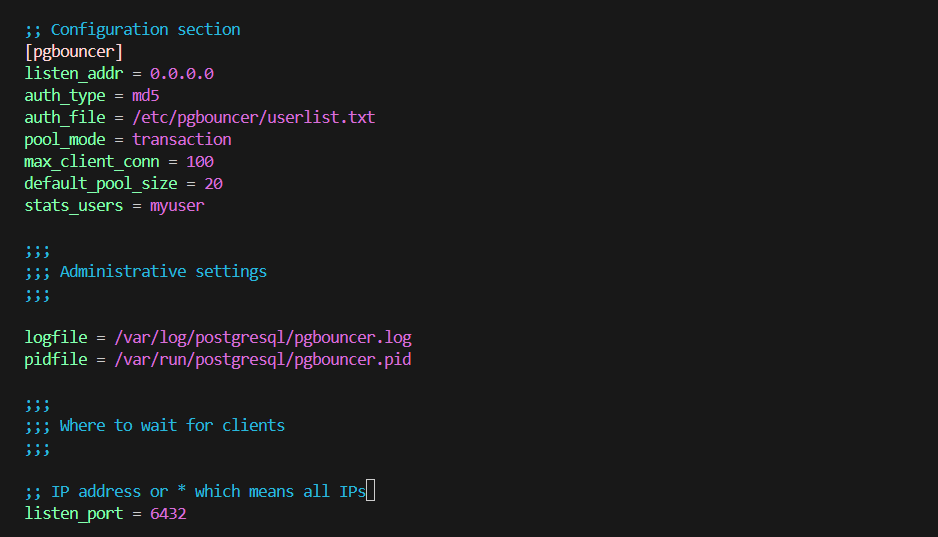 ;; Configuration section
[pgbouncer]
listen_addr = 0.0.0.0
auth_type = md5
auth_file = /etc/pgbouncer/userlist.txt
pool_mode = transaction
max_client_conn = 100
default_pool_size = 20
stats_users = myuser
;;;
;;; Administrative settings
;;;
logfile = /var/log/postgresql/pgbouncer.log
pidfile = /var/run/postgresql/pgbouncer.pid
;;;
;;; Where to wait for clients
;;;
;; IP address or * which means all IPs
listen_port = 6432